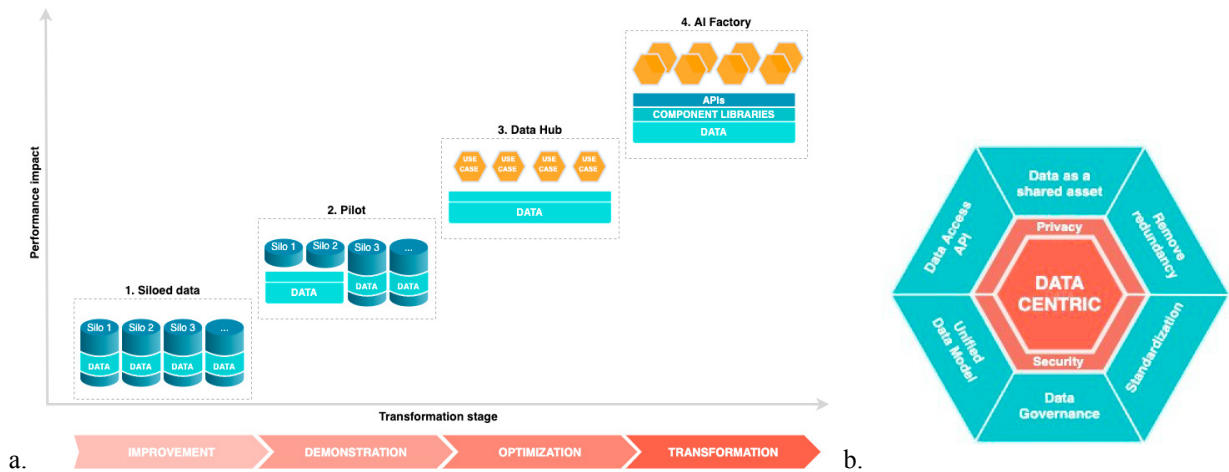 4. AI Factory
APIs
COMPONENT LIBRARIES
DATA
3. Data Hub
USE CASE
USE CASE
USE CASE
USE CASE
DATA
2. Pilot
Silo 1
Silo 2
Silo 3
...
DATA
DATA
DATA
1. Siloed data
Silo 1
Silo 2
Silo 3
...
DATA
DATA
DATA
DATA
Performance impact
Transformation stage
IMPROVEMENT
DEMONSTRATION
OPTIMIZATION
TRANSFORMATION
a.
Data as a
shared asset
Remove
redundancy
Standardization
Data
Governance
Unified
Data Model
Data Access
API
Privacy
DATA
CENTRIC
Security
b.